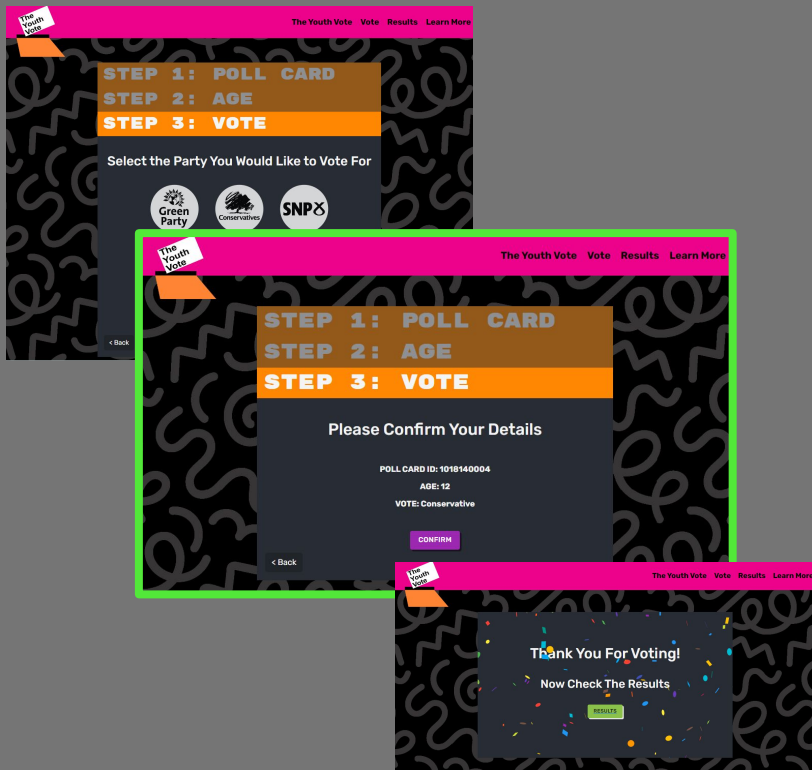 The
Youth
Vote
The Youth Vote Vote Results Learn More
STEP 1: POLL CARD
STEP 2: AGE
STEP 3: VOTE
Select the Party You Would Like to Vote For
Green
Party
Conservatives
SNP
< Back
The
Youth
Vote
The Youth Vote Vote Results Learn More
STEP 1: POLL CARD
STEP 2: AGE
STEP 3: VOTE
Please Confirm Your Details
POLL CARD ID: 1018140004
AGE: 12
VOTE: Conservative
CONFIRM
< Back
The
Youth
Vote
The Youth Vote Vote Results Learn More
Thank You For Voting!
Now Check The Results
RESULTS